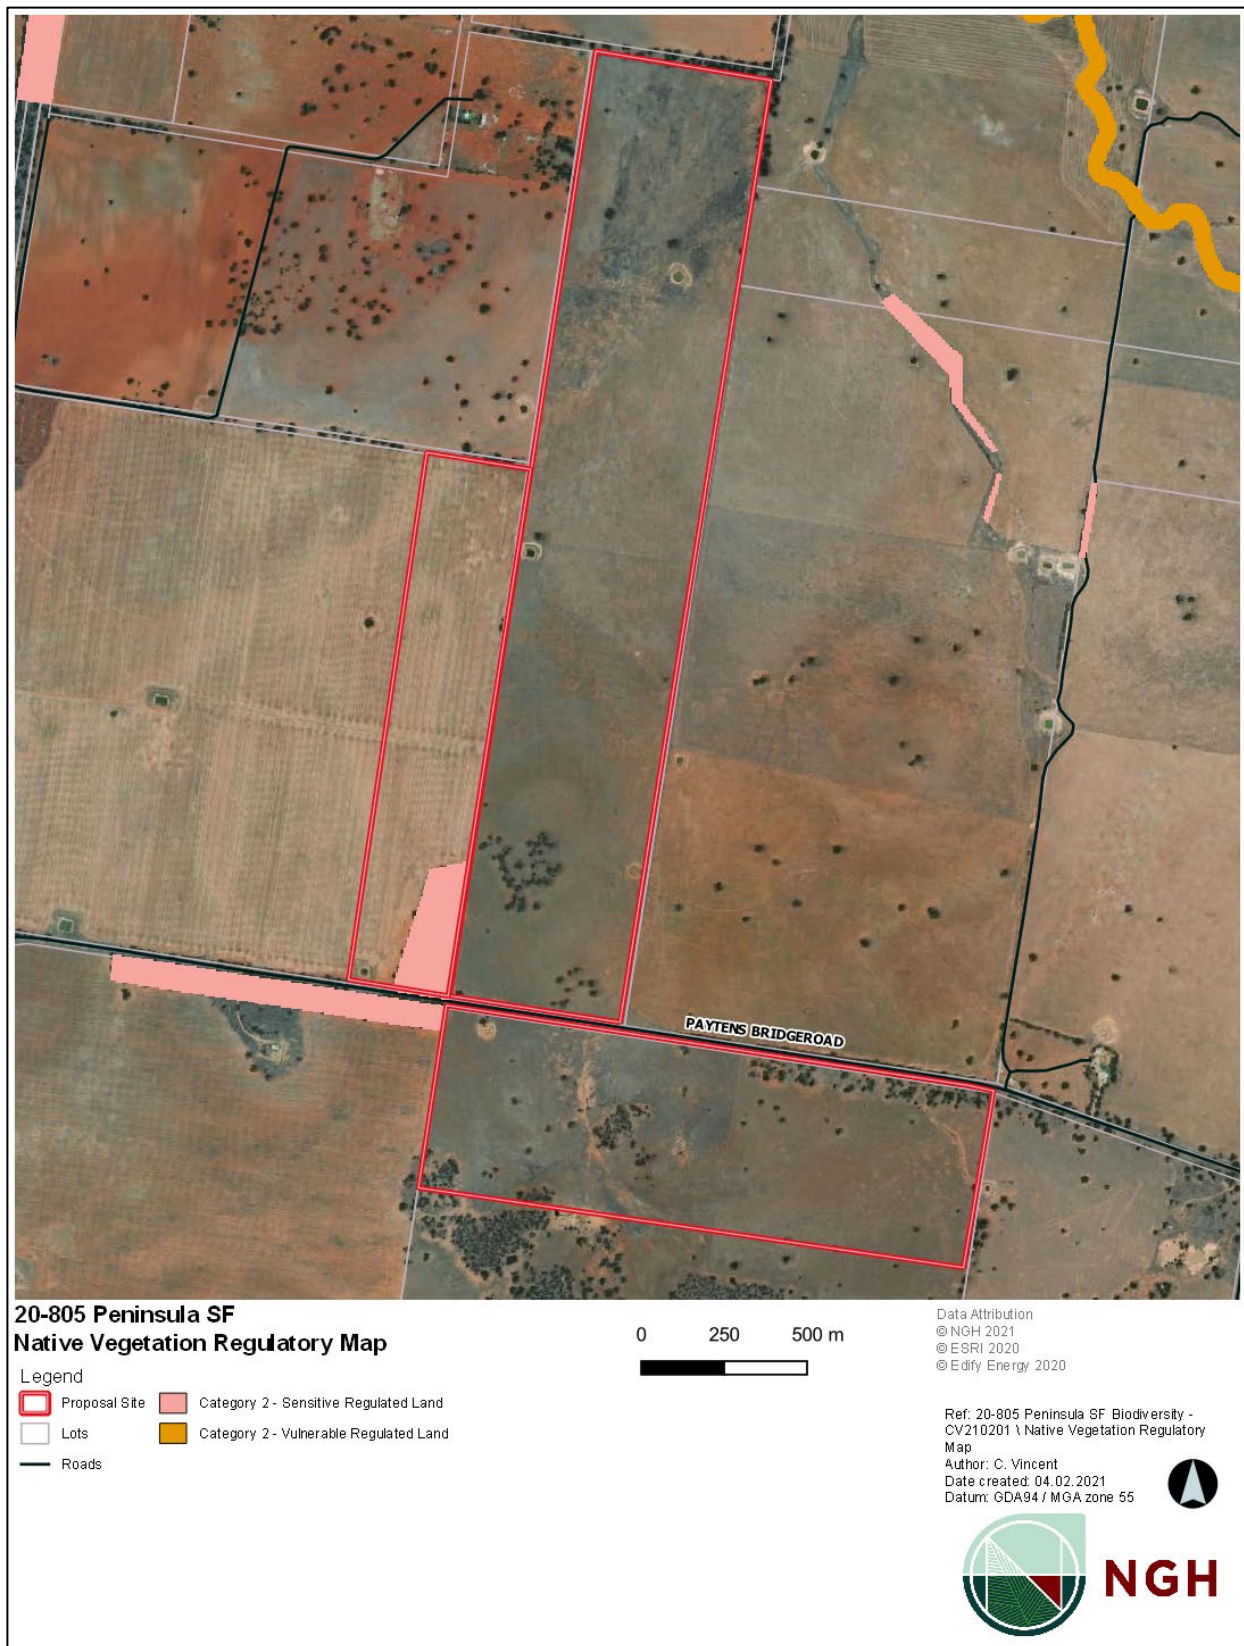 PAYTENS BRIDGEROAD
20-805 Peninsula SF
Native Vegetation Regulatory Map
Legend
Proposal Site
Category 2 - Sensitive Regulated Land
Lots
Category 2 - Vulnerable Regulated Land
Roads
0 250 500 m
Data Attribution
© NGH 2021
© ESRI 2020
© Edify Energy 2020
Ref: 20-805 Peninsula SF Biodiversity -
CV210201 \ Native Vegetation Regulatory
Map
Author: C. Vincent
Date created: 04.02.2021
Datum: GDA94 / MGA zone 55
NGH